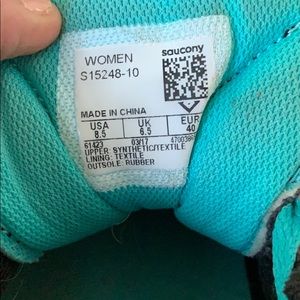 WOMEN
saucony
S15248-10
MADE IN CHINA
USA UK EUR
8.5 6.5 40
61423 03/17
UPPER: SYNTHETIC/TEXTILE
LINING: TEXTILE
OUTSOLE: RUBBER